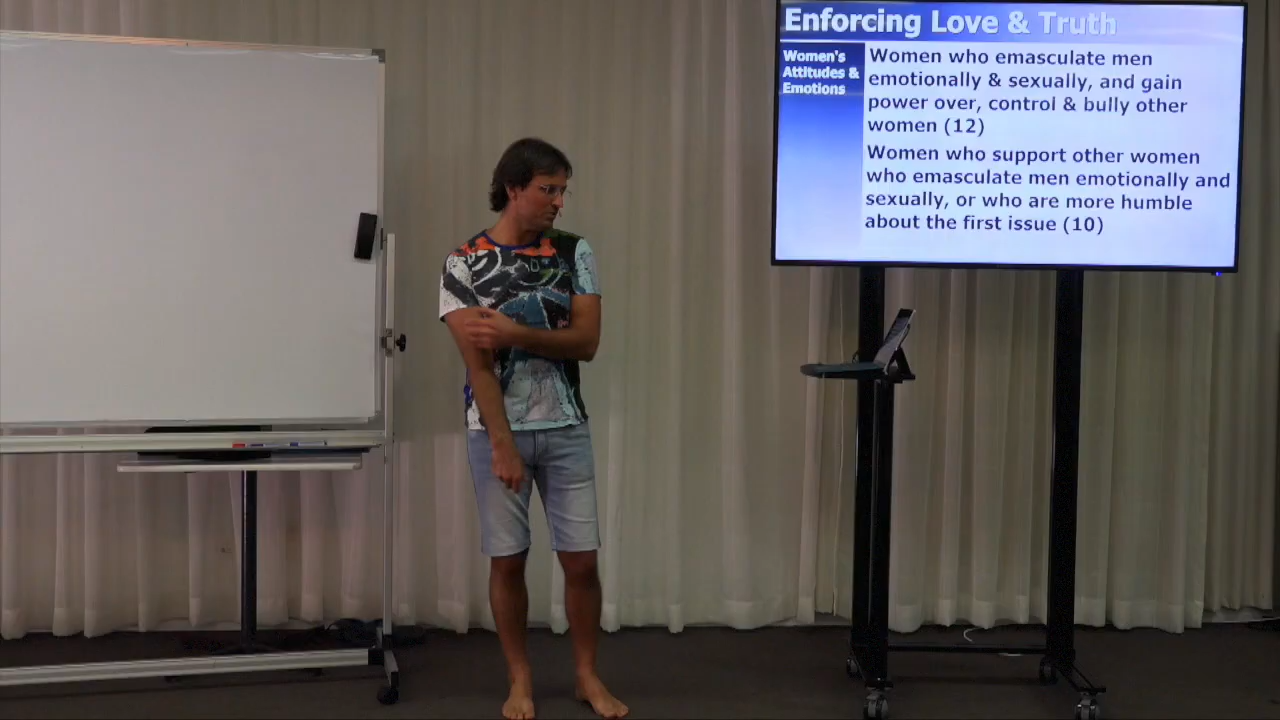 Enforcing Love & Truth
Women's
Attitudes &
Emotions
Women who emasculate men
emotionally & sexually, and gain
power over, control & bully other
women (12)
Women who support other women
who emasculate men emotionally and
sexually, or who are more humble
about the first issue (10)